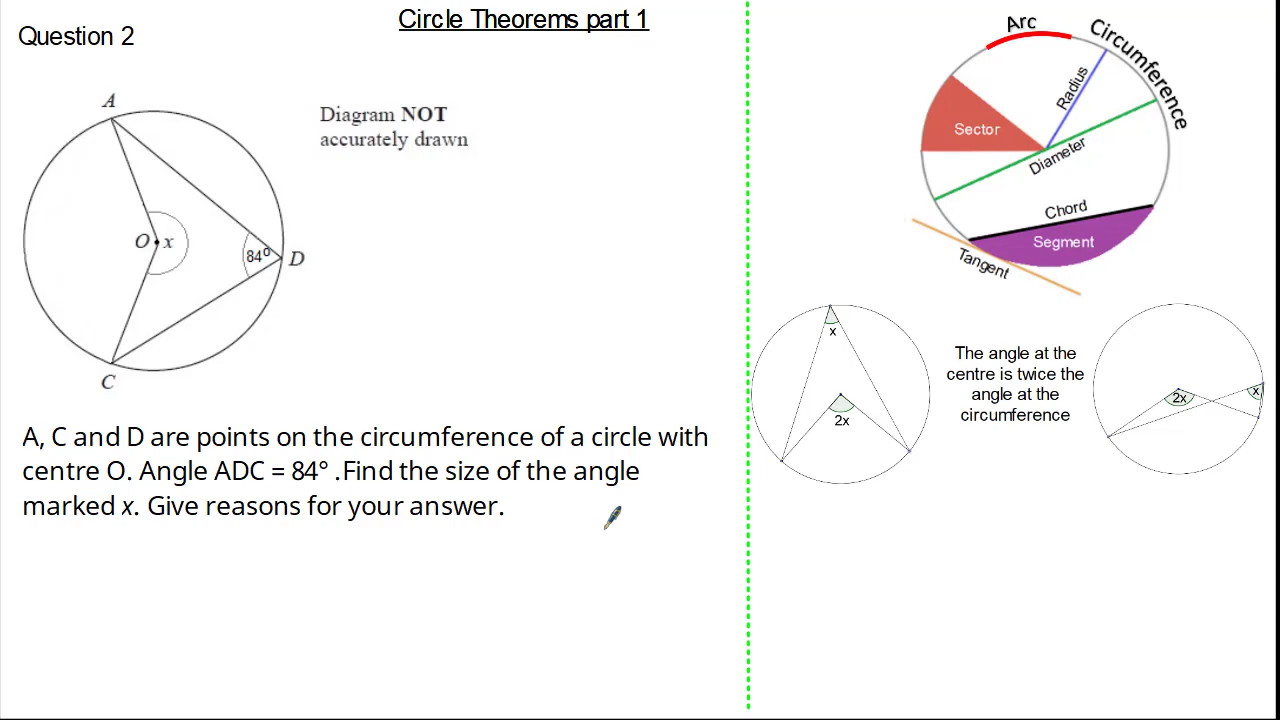 Circle Theorems part 1
Question 2
A
Diagram NOT
accurately drawn
O x
84°
D
C
A, C and D are points on the circumference of a circle with
centre O. Angle ADC = 84° .Find the size of the angle
marked x. Give reasons for your answer.
Arc
Circumference
Radius
Sector
Diameter
Chord
Segment
Tangent
x
2x
The angle at the
centre is twice the
angle at the
circumference
2x
x